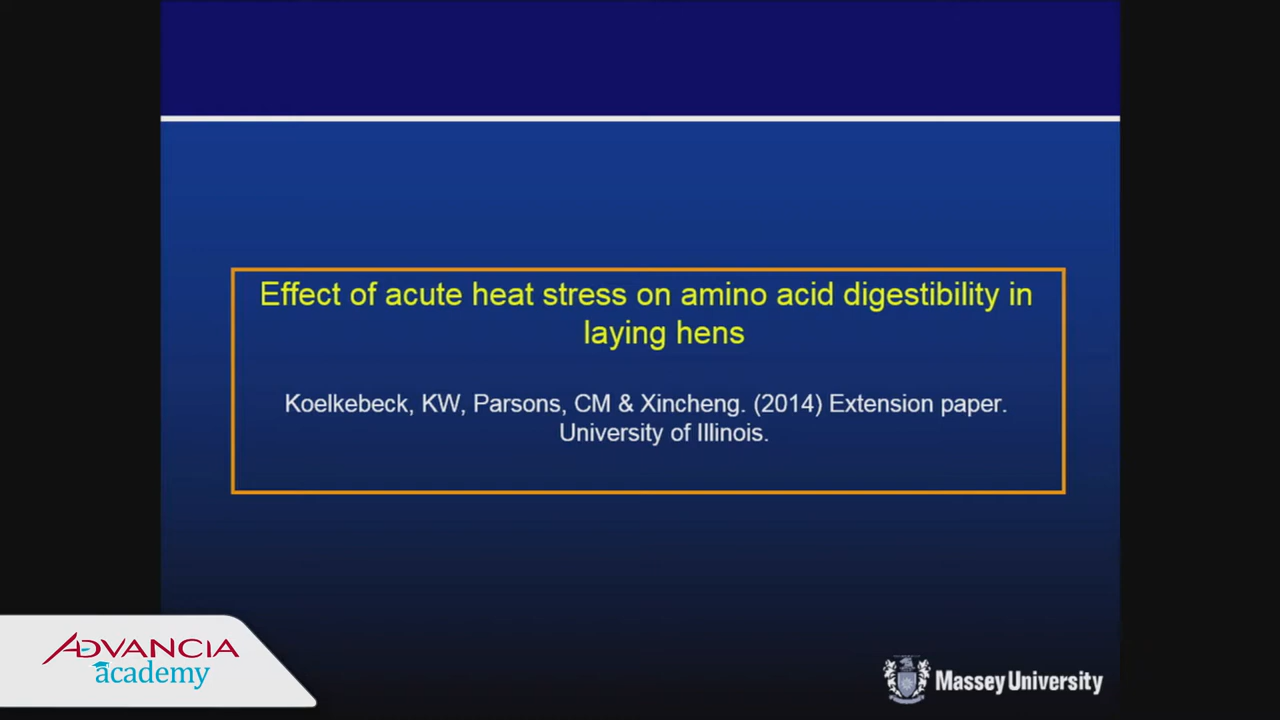 Effect of acute heat stress on amino acid digestibility in
laying hens
Koelkebeck, KW, Parsons, CM & Xincheng. (2014) Extension paper.
University of Illinois.
ADVANCIA
academy
Massey University